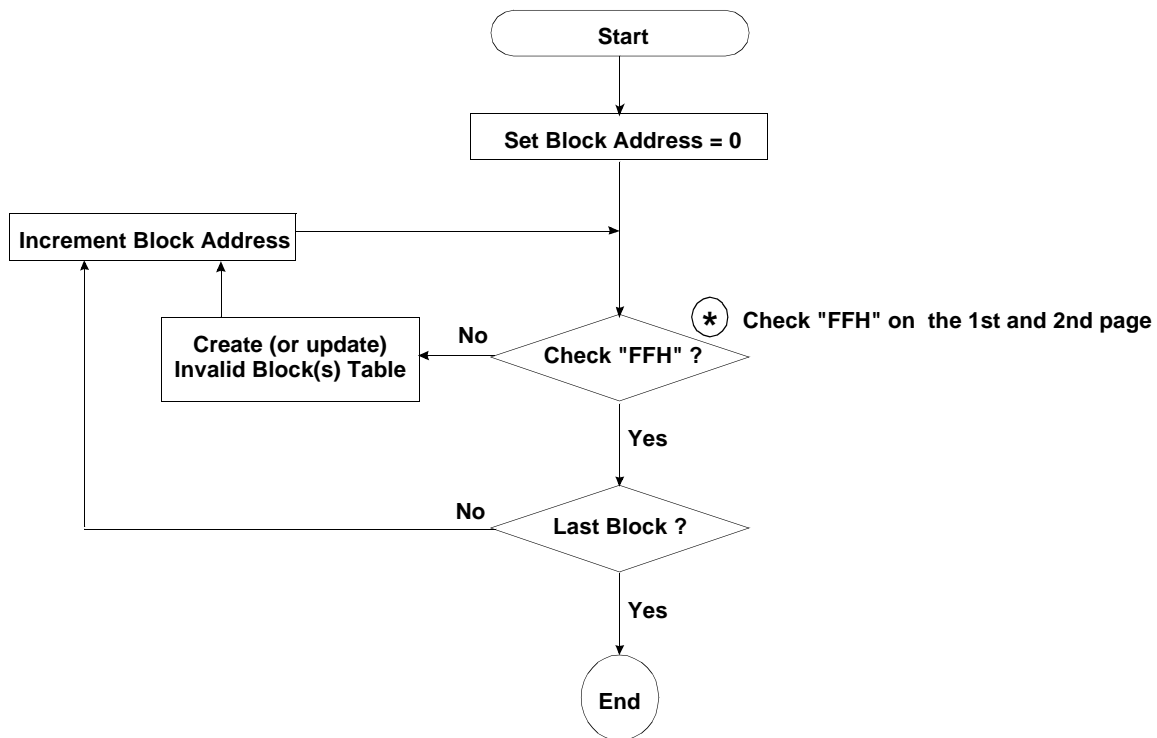 Start
Set Block Address = 0
Increment Block Address
* Check "FFH" on the 1st and 2nd page
No
Create (or update)
Invalid Block(s) Table
Check "FFH" ?
Yes
No
Last Block ?
Yes
End